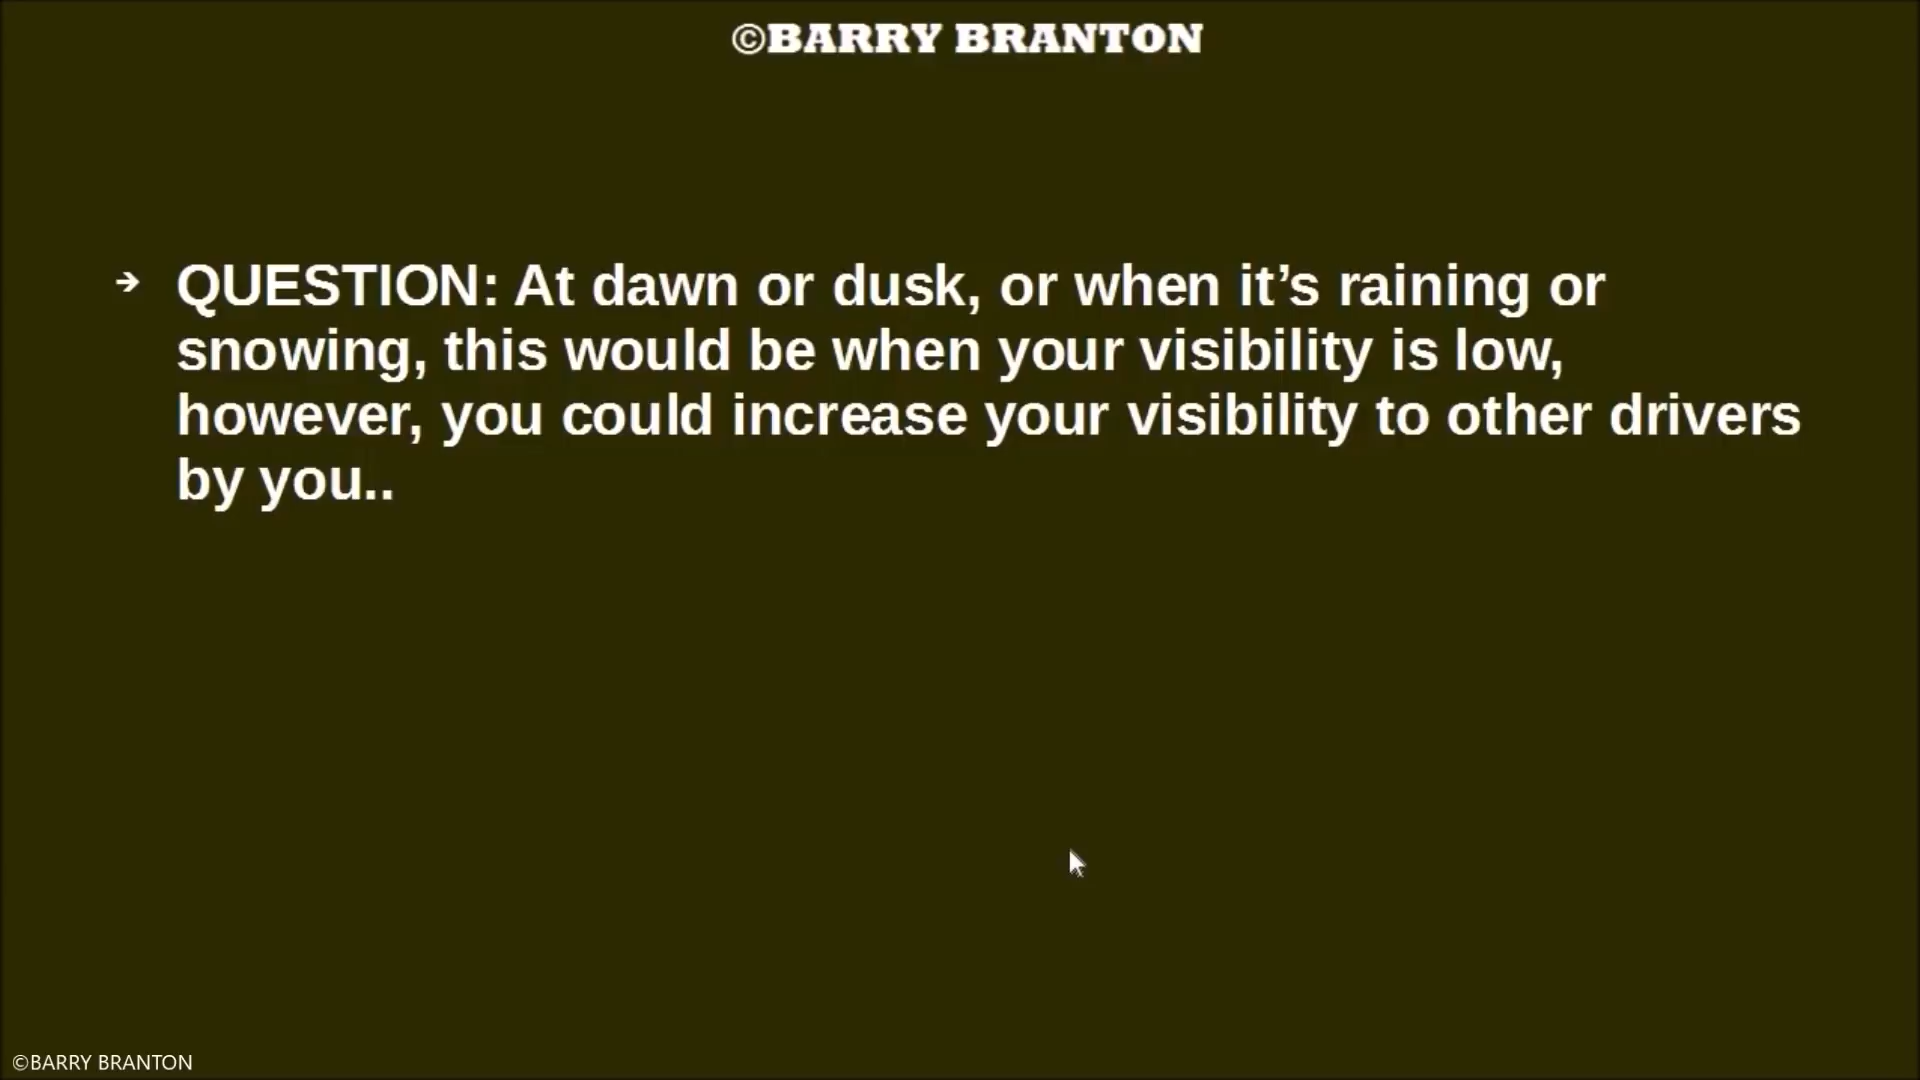 ©BARRY BRANTON
➔ QUESTION: At dawn or dusk, or when it’s raining or
snowing, this would be when your visibility is low,
however, you could increase your visibility to other drivers
by you..
©BARRY BRANTON